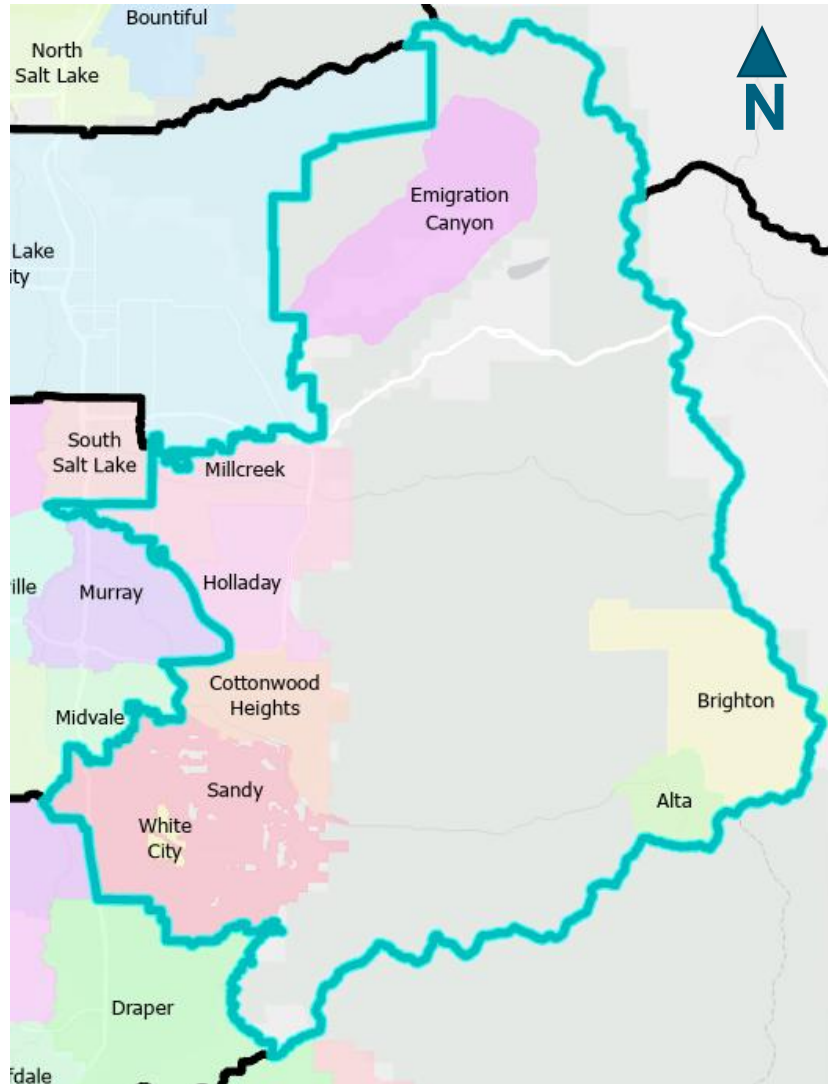 Bountiful
North
Salt Lake
N
Emigration
Canyon
Lake
ity
South
Salt Lake
Millcreek
ille
Murray
Holladay
Cottonwood
Heights
Midvale
Brighton
Sandy
Alta
White
City
Draper
fdale